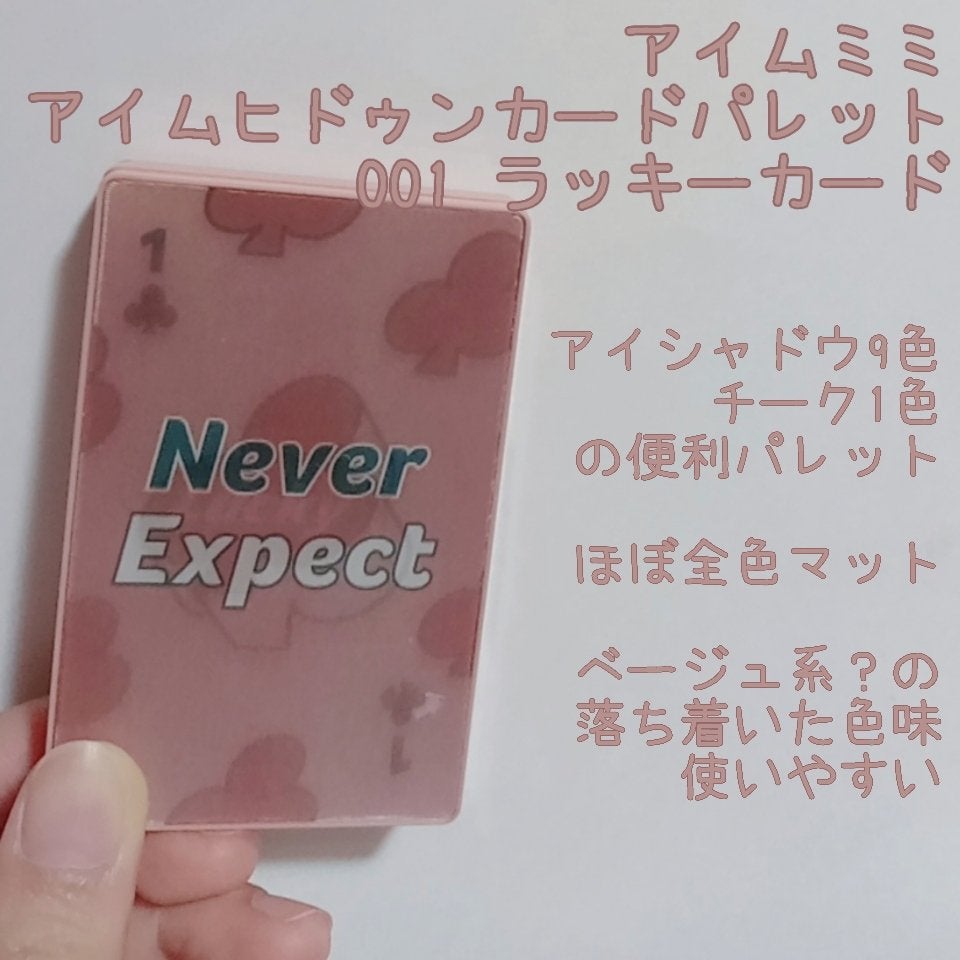 アイムミミ
アイムヒドゥンカードパレット
001 ラッキーカード
アイシャドウ9色
チーク1色
の便利パレット
ほぼ全色マット
ベージュ系？の
落ち着いた色味
使いやすい
1
Never
Expect
1